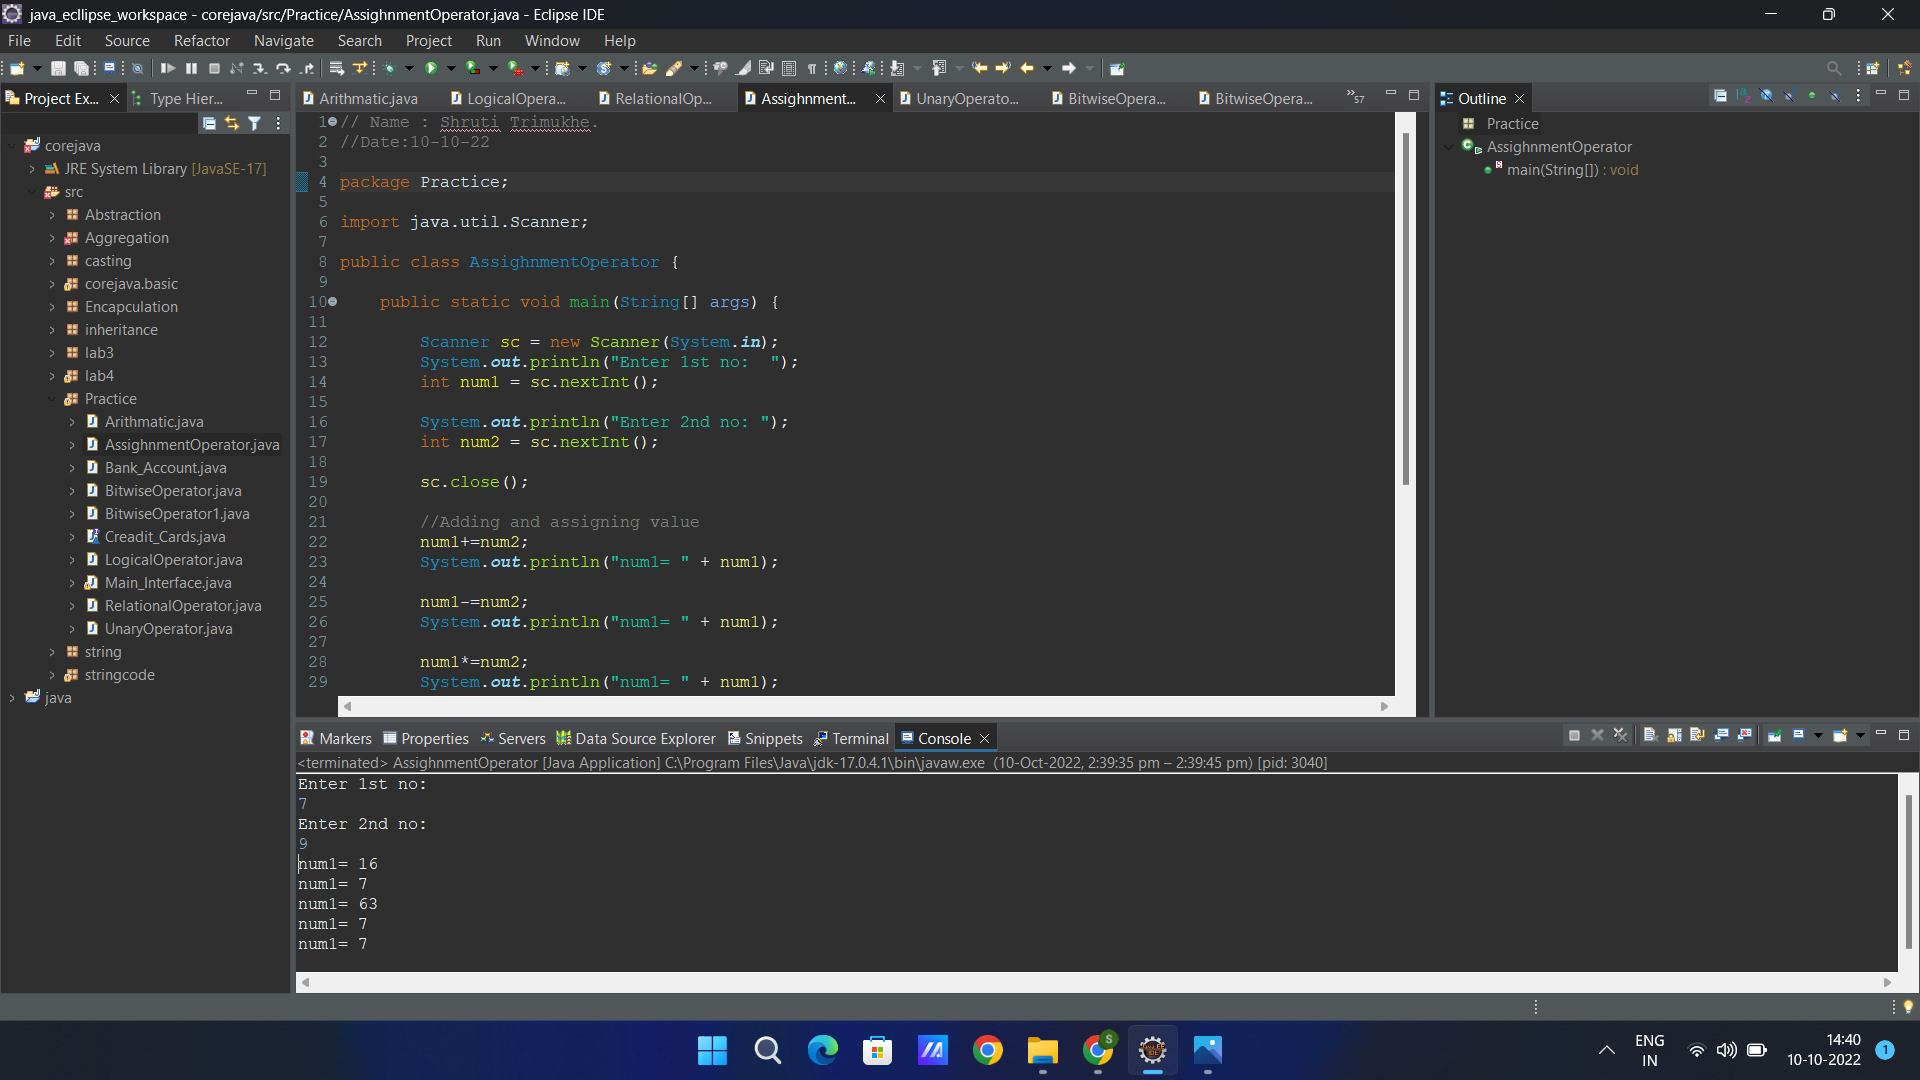 java_ecllipse_workspace - corejava/src/Practice/AssighnmentOperator.java - Eclipse IDE
File Edit Source Refactor Navigate Search Project Run Window Help
Project Ex... Type Hier...
Arithmatic.java LogicalOpera... RelationalOp... Assighnment... UnaryOperato... BitwiseOpera... BitwiseOpera... »57
Outline
corejava
JRE System Library [JavaSE-17]
src
Abstraction
Aggregation
casting
corejava.basic
Encapculation
inheritance
lab3
lab4
Practice
Arithmatic.java
AssighnmentOperator.java
Bank_Account.java
BitwiseOperator.java
BitwiseOperator1.java
Creadit_Cards.java
LogicalOperator.java
Main_Interface.java
RelationalOperator.java
UnaryOperator.java
string
stringcode
java
1 // Name : Shruti Trimukhe.
2 //Date:10-10-22
3
4 package Practice;
5
6 import java.util.Scanner;
7
8 public class AssighnmentOperator {
9
10 public static void main(String[] args) {
11
12 Scanner sc = new Scanner(System.in);
13 System.out.println("Enter 1st no:  ");
14 int num1 = sc.nextInt();
15
16 System.out.println("Enter 2nd no: ");
17 int num2 = sc.nextInt();
18
19 sc.close();
20
21 //Adding and assigning value
22 num1+=num2;
23 System.out.println("num1= " + num1);
24
25 num1-=num2;
26 System.out.println("num1= " + num1);
27
28 num1*=num2;
29 System.out.println("num1= " + num1);
Practice
AssighnmentOperator
main(String[]) : void
Markers Properties Servers Data Source Explorer Snippets Terminal Console
<terminated> AssighnmentOperator [Java Application] C:\Program Files\Java\jdk-17.0.4.1\bin\javaw.exe (10-Oct-2022, 2:39:35 pm – 2:39:45 pm) [pid: 3040]
Enter 1st no:
7
Enter 2nd no:
9
num1= 16
num1= 7
num1= 63
num1= 7
num1= 7
ENG
IN
14:40
10-10-2022
1